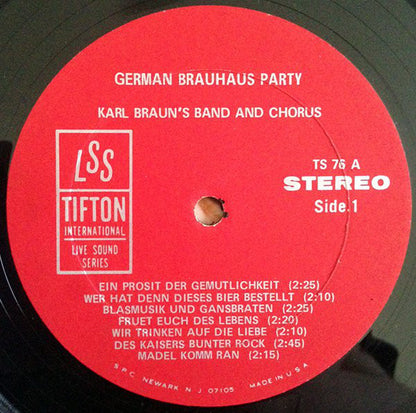 GERMAN BRAUHAUS PARTY
KARL BRAUN'S BAND AND CHORUS
LSS
TIFTON
INTERNATIONAL
LIVE SOUND
SERIES
TS 76 A
STEREO
Side.1
EIN PROSIT DER GEMUTLICHKEIT (2:25)
WER HAT DENN DIESES BIER BESTELLT (2:10)
BLASMUSIK UND GANSBRATEN (2:25)
FRUET EUCH DES LEBENS (2:20)
WIR TRINKEN AUF DIE LIEBE (2:10)
DES KAISERS BUNTER ROCK (2:45)
MADEL KOMM RAN (2:15)
S.P.C. NEWARK N J 07105. MADE IN U.S.A